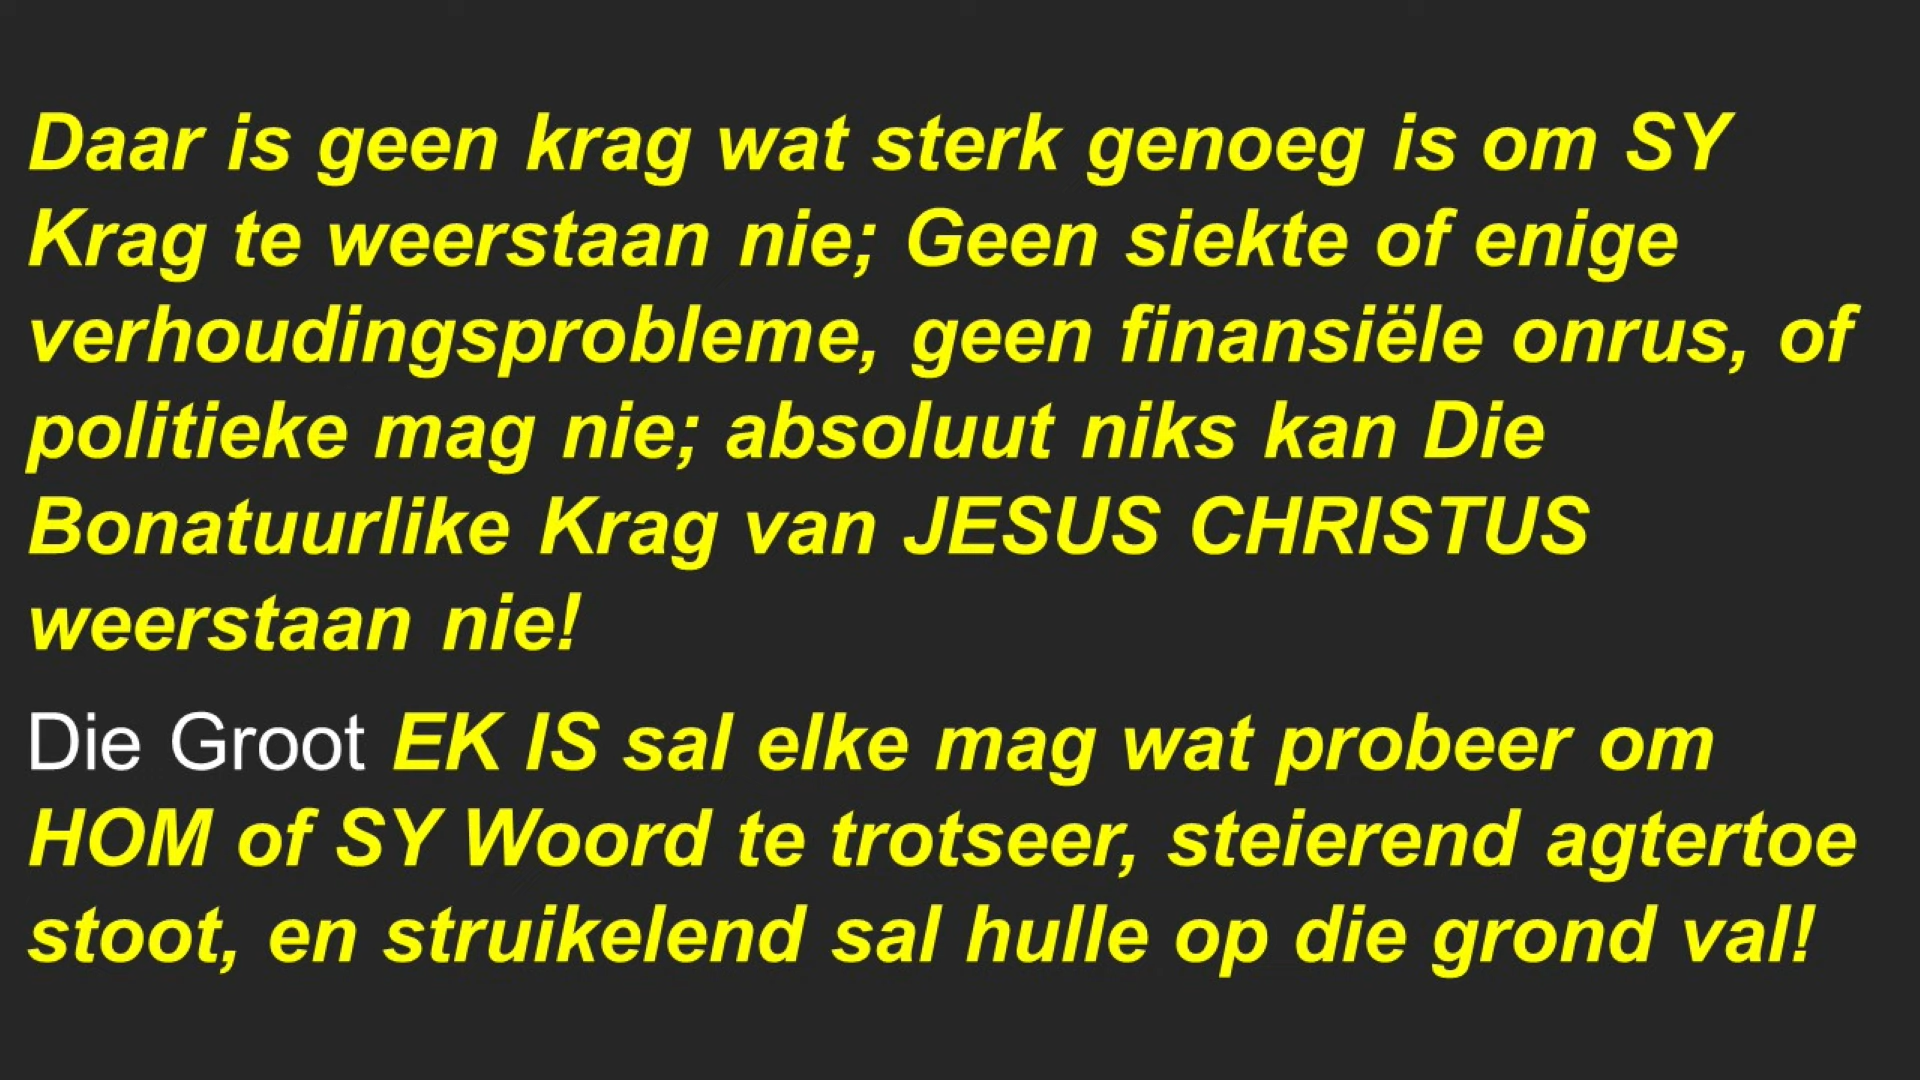 Daar is geen krag wat sterk genoeg is om SY
Krag te weerstaan nie; Geen siekte of enige
verhoudingsprobleme, geen finansiële onrus, of
politieke mag nie; absoluut niks kan Die
Bonatuurlike Krag van JESUS CHRISTUS
weerstaan nie!
Die Groot EK IS sal elke mag wat probeer om
HOM of SY Woord te trotseer, steierend agtertoe
stoot, en struikelend sal hulle op die grond val!